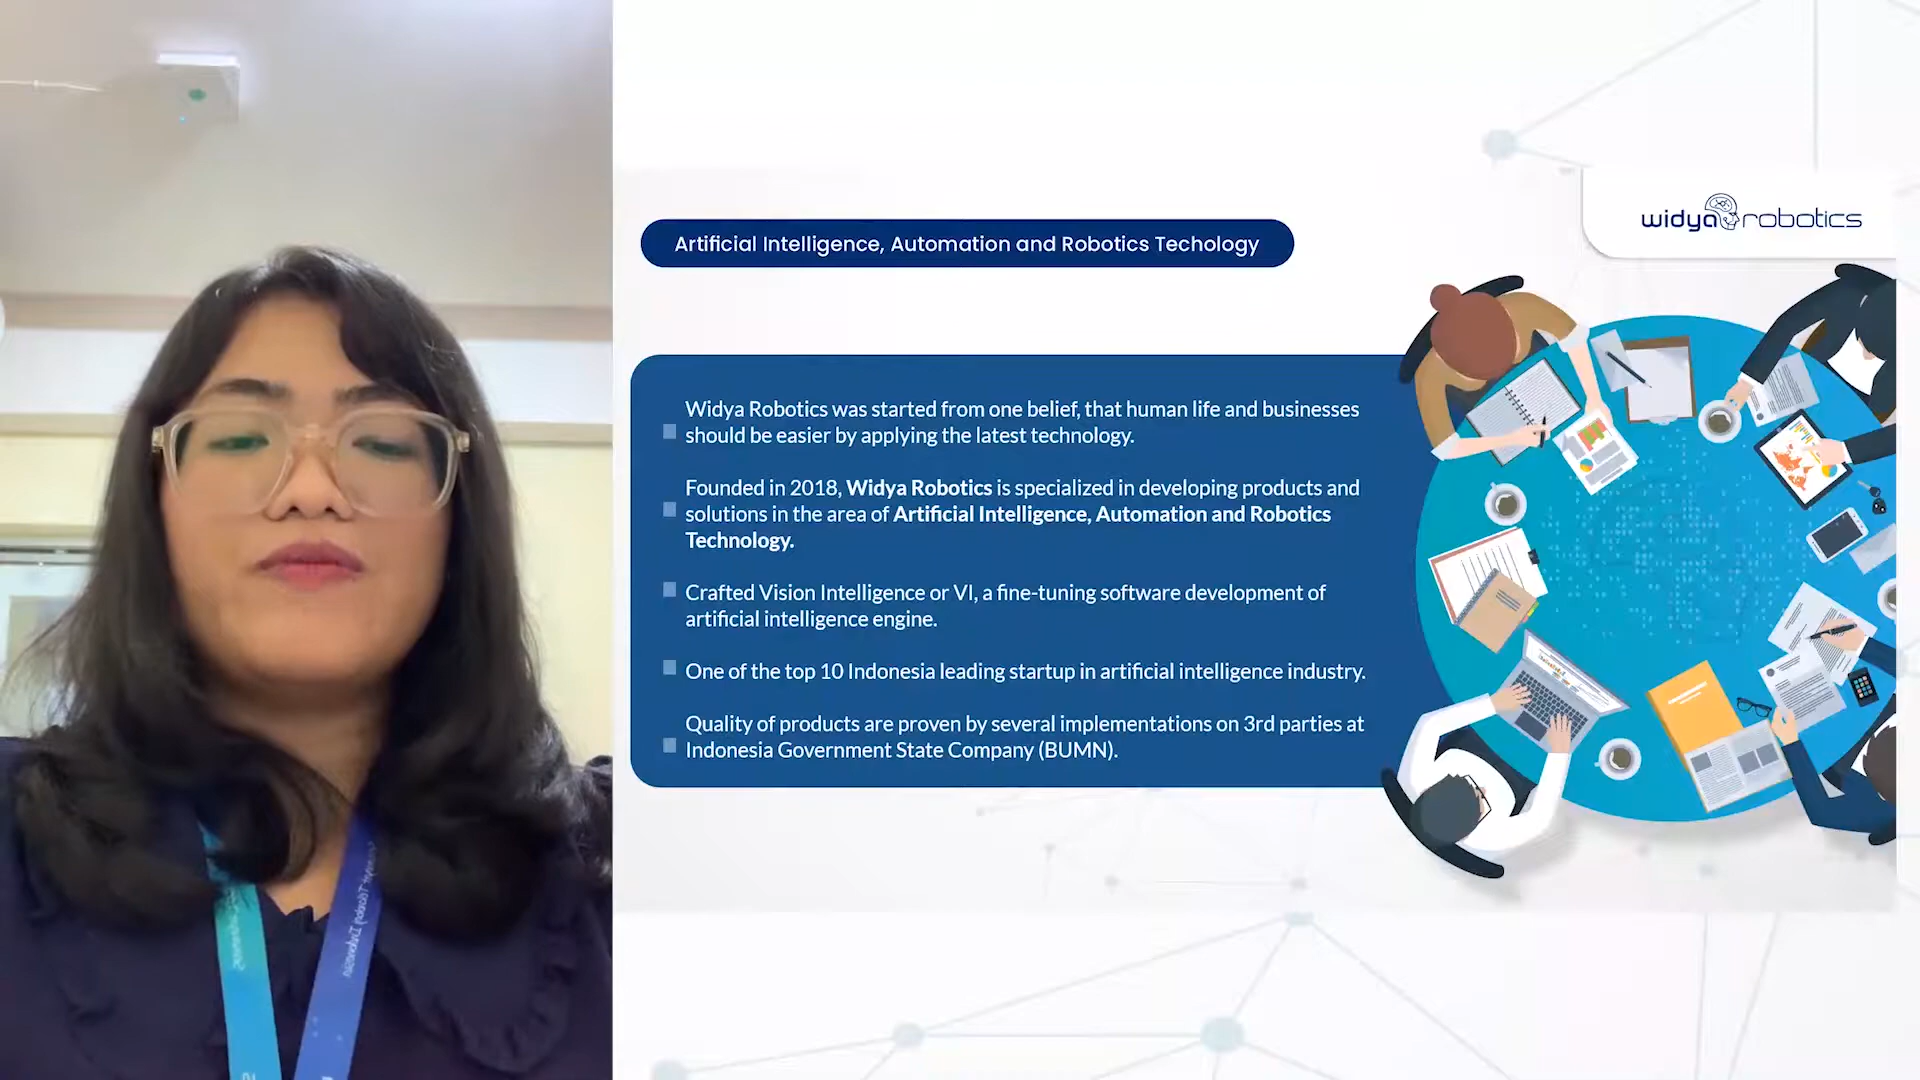 widya robotics
Artificial Intelligence, Automation and Robotics Techology
Widya Robotics was started from one belief, that human life and businesses
should be easier by applying the latest technology.
Founded in 2018, Widya Robotics is specialized in developing products and
solutions in the area of Artificial Intelligence, Automation and Robotics
Technology.
Crafted Vision Intelligence or VI, a fine-tuning software development of
artificial intelligence engine.
One of the top 10 Indonesia leading startup in artificial intelligence industry.
Quality of products are proven by several implementations on 3rd parties at
Indonesia Government State Company (BUMN).